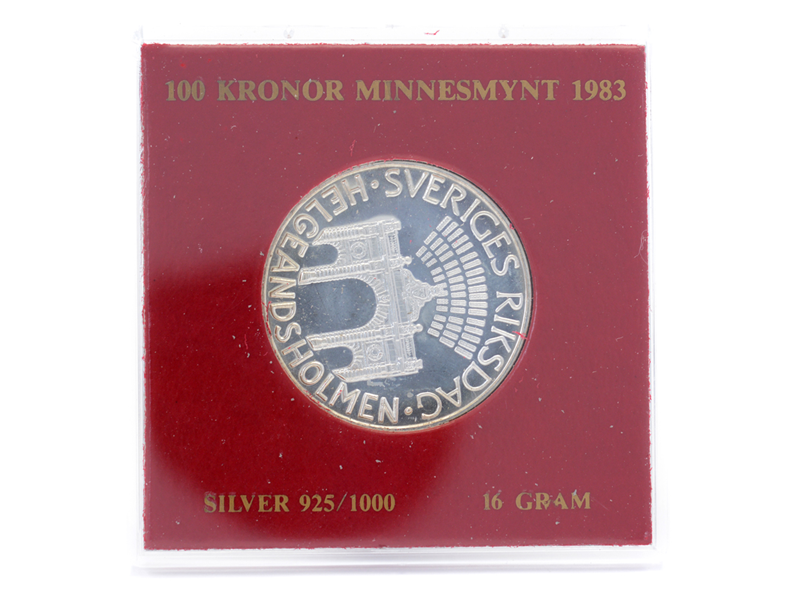 100 KRONOR MINNESMYNT 1983
SVERIGES RIKSDAG · HELGEANDSHOLMEN ·
SILVER 925/1000 16 GRAM